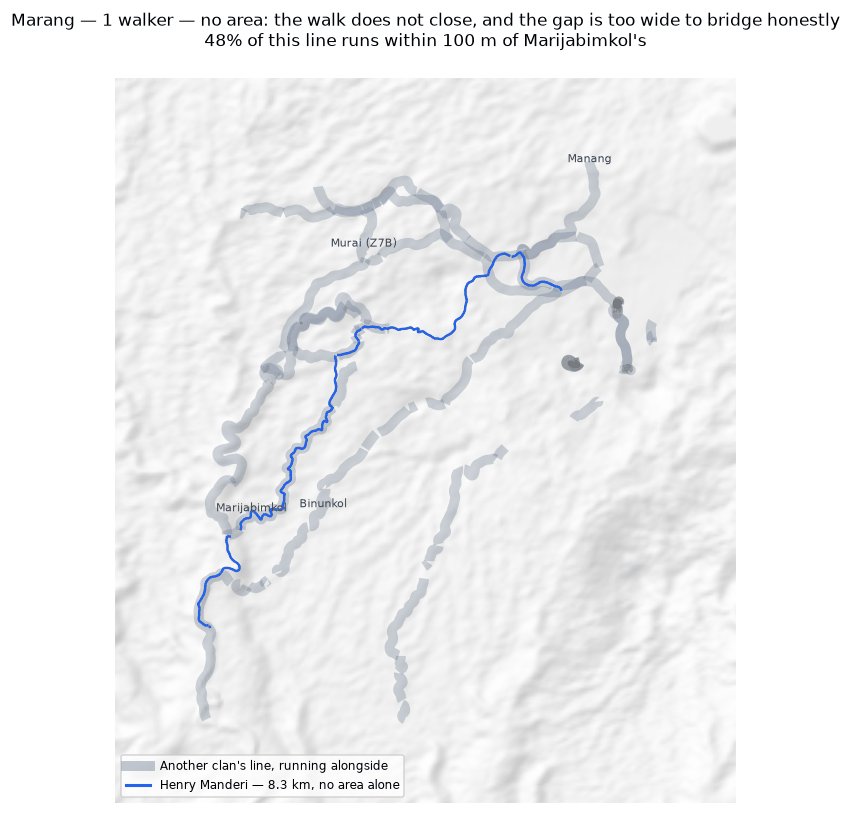 Marang — 1 walker — no area: the walk does not close, and the gap is too wide to bridge honestly
48% of this line runs within 100 m of Marijabimkol's
Manang
Murai (Z7B)
Marijabimkol
Binunkol
Another clan's line, running alongside
Henry Manderi — 8.3 km, no area alone